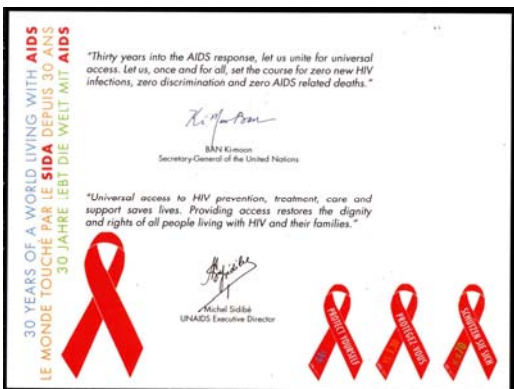 30 YEARS OF A WORLD LIVING WITH AIDS
LE MONDE TOUCHÉ PAR LE SIDA DEPUIS 30 ANS
30 JAHRE LEBT DIE WELT MIT AIDS
"Thirty years into the AIDS response, let us unite for universal
access. Let us, once and for all, set the course for zero new HIV
infections, zero discrimination and zero AIDS related deaths."
BAN Ki-moon
Secretary-General of the United Nations
"Universal access to HIV prevention, treatment, care and
support saves lives. Providing access restores the dignity
and rights of all people living with HIV and their families."
Michel Sidibé
UNAIDS Executive Director
PROTECT YOURSELF
PROTÉGEZ-VOUS
SCHÜTZEN SIE SICH